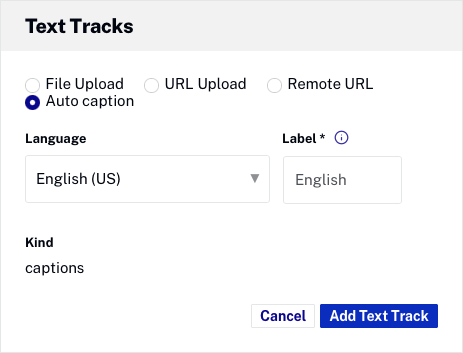 Text Tracks
File Upload URL Upload Remote URL
Auto caption
Language Label *
English (US) English
Kind
captions
Cancel Add Text Track